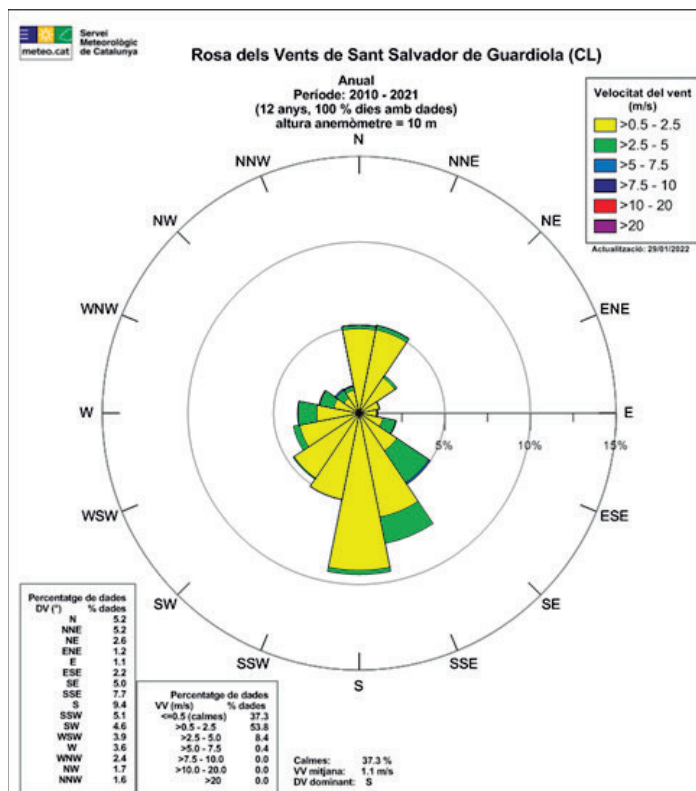 meteo.cat
Servei
Meteorològic
de Catalunya
Rosa dels Vents de Sant Salvador de Guardiola (CL)
Anual
Període: 2010 - 2021
(12 anys, 100 % dies amb dades)
altura anemòmetre = 10 m
Velocitat del vent
(m/s)
>0.5 - 2.5
>2.5 - 5
>5 - 7.5
>7.5 - 10
>10 - 20
>20
Actualització: 29/01/2022
N
NNW
NNE
NW
NE
WNW
ENE
W
E
5%
10%
15%
WSW
ESE
SW
SE
SSW
SSE
S
Percentatge de dades
DV (°) % dades
N 5.2
NNE 5.2
NE 2.6
ENE 1.2
E 1.1
ESE 2.2
SE 5.0
SSE 7.7
S 9.4
SSW 5.1
SW 4.6
WSW 3.9
W 3.6
WNW 2.4
NW 1.7
NNW 1.6
Percentatge de dades
VV (m/s) % dades
<=0.5 (calmes) 37.3
>0.5 - 2.5 53.8
>2.5 - 5.0 8.4
>5.0 - 7.5 0.4
>7.5 - 10.0 0.0
>10.0 - 20.0 0.0
>20 0.0
Calmes: 37.3 %
VV mitjana: 1.1 m/s
DV dominant: S